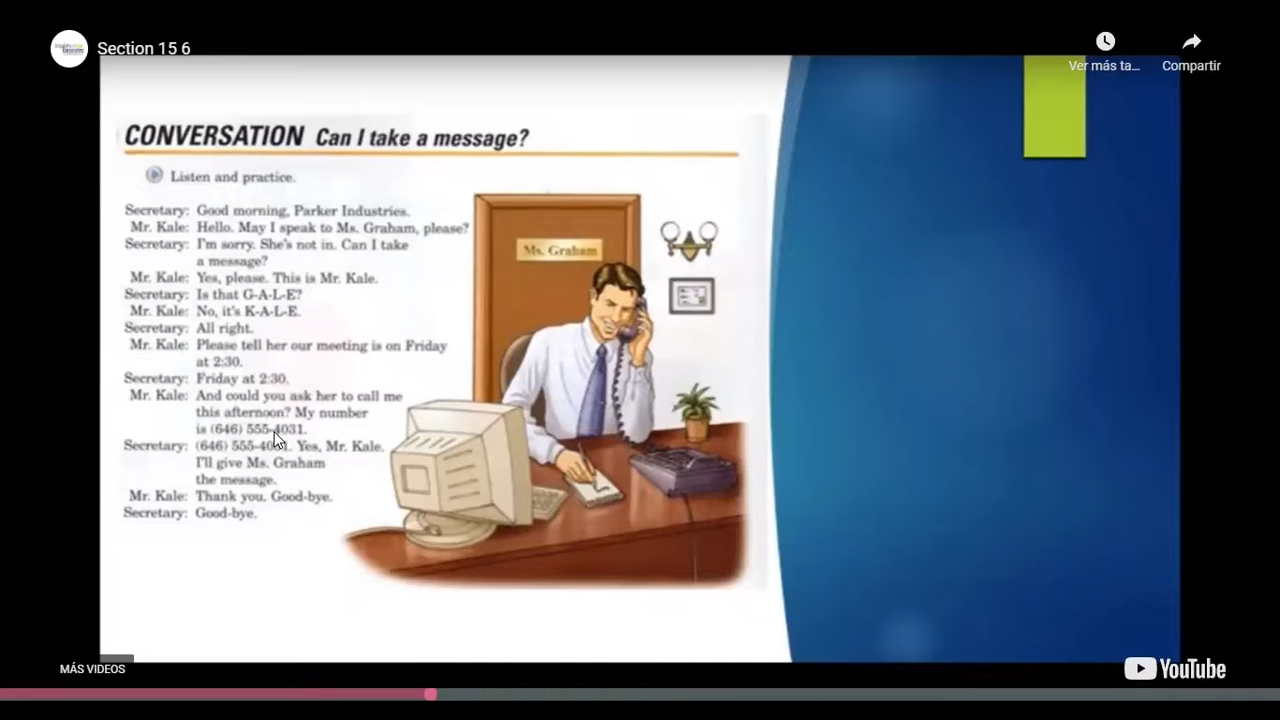 Section 15 6
Ver más ta...
Compartir
CONVERSATION Can I take a message?
Listen and practice.
Secretary: Good morning, Parker Industries.
Mr. Kale: Hello. May I speak to Ms. Graham, please?
Secretary: I'm sorry. She's not in. Can I take
a message?
Mr. Kale: Yes, please. This is Mr. Kale.
Secretary: Is that G-A-L-E?
Mr. Kale: No, it's K-A-L-E.
Secretary: All right.
Mr. Kale: Please tell her our meeting is on Friday
at 2:30.
Secretary: Friday at 2:30.
Mr. Kale: And could you ask her to call me
this afternoon? My number
is (646) 555-4031.
Secretary: (646) 555-4031. Yes, Mr. Kale.
I'll give Ms. Graham
the message.
Mr. Kale: Thank you. Good-bye.
Secretary: Good-bye.
Ms. Graham
MÁS VIDEOS
YouTube